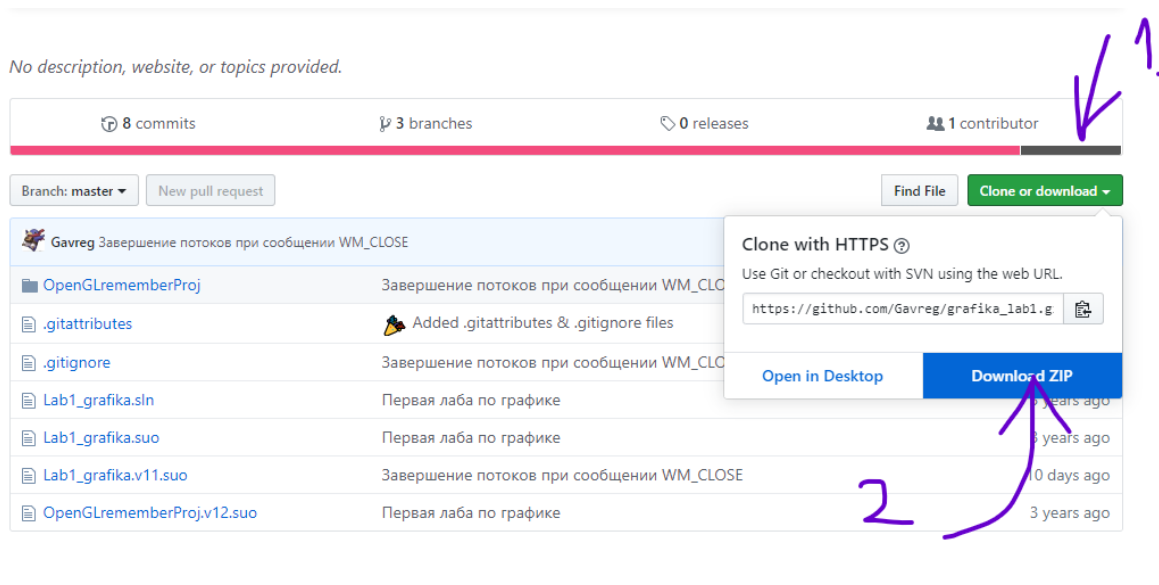 1.
No description, website, or topics provided.
8 commits
3 branches
0 releases
1 contributor
Branch: master
New pull request
Find File
Clone or download
Gavreg Завершение потоков при сообщении WM_CLOSE
Clone with HTTPS
Use Git or checkout with SVN using the web URL.
https://github.com/Gavreg/grafika_lab1.g
Open in Desktop
Download ZIP
OpenGLrememberProj
Завершение потоков при сообщении WM_CLO
.gitattributes
Added .gitattributes & .gitignore files
.gitignore
Завершение потоков при сообщении WM_CLO
Lab1_grafika.sln
Первая лаба по графике
3 years ago
Lab1_grafika.suo
Первая лаба по графике
3 years ago
Lab1_grafika.v11.suo
Завершение потоков при сообщении WM_CLOSE
10 days ago
OpenGLrememberProj.v12.suo
Первая лаба по графике
3 years ago
2